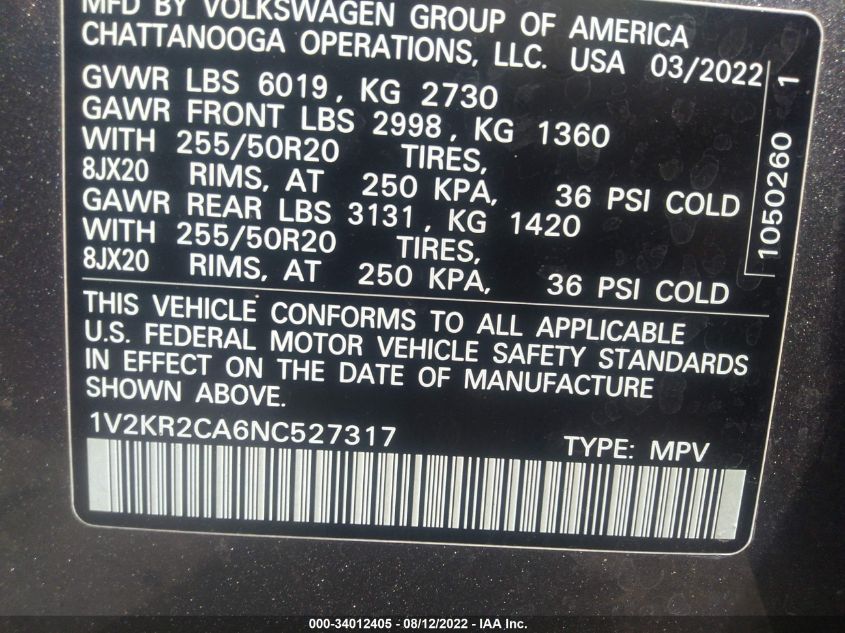 MFD BY VOLKSWAGEN GROUP OF AMERICA
CHATTANOOGA OPERATIONS, LLC. USA 03/2022
GVWR LBS 6019, KG 2730
GAWR FRONT LBS 2998, KG 1360
WITH 255/50R20 TIRES,
8JX20 RIMS, AT 250 KPA, 36 PSI COLD
GAWR REAR LBS 3131, KG 1420
WITH 255/50R20 TIRES,
8JX20 RIMS, AT 250 KPA, 36 PSI COLD
1050260 1
THIS VEHICLE CONFORMS TO ALL APPLICABLE
U.S. FEDERAL MOTOR VEHICLE SAFETY STANDARDS
IN EFFECT ON THE DATE OF MANUFACTURE
SHOWN ABOVE.
1V2KR2CA6NC527317 TYPE: MPV
000-34012405 - 08/12/2022 - IAA Inc.